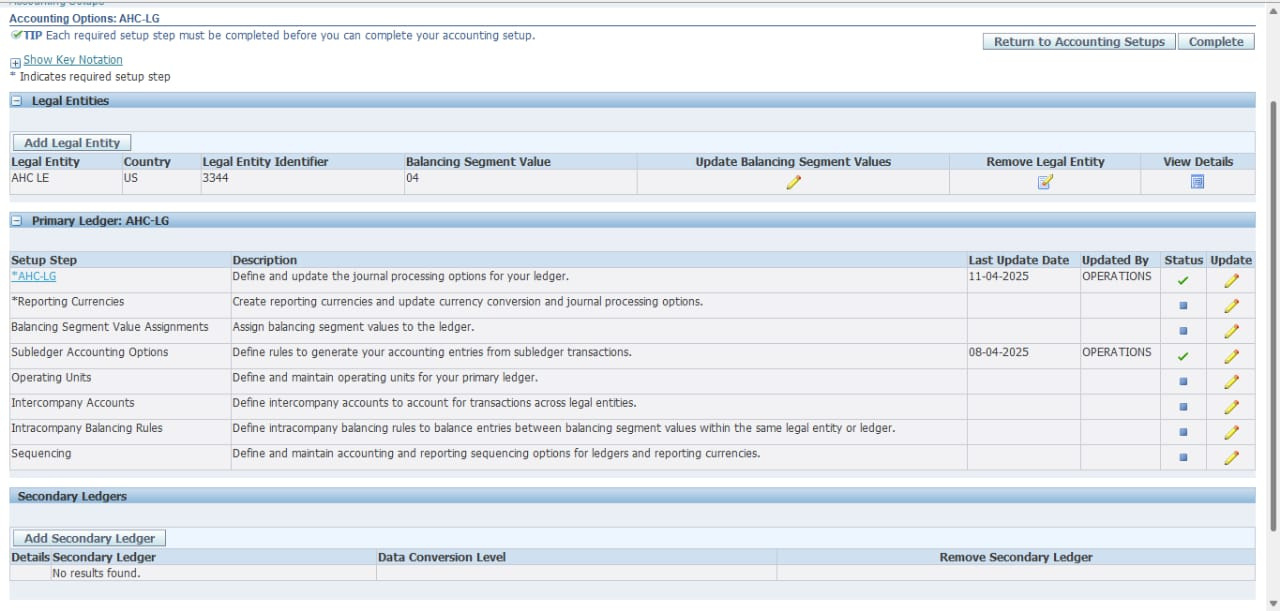 Accounting Setups
Accounting Options: AHC-LG
TIP Each required setup step must be completed before you can complete your accounting setup.
Return to Accounting Setups Complete
Show Key Notation
* Indicates required setup step
Legal Entities
Add Legal Entity
Legal Entity Country Legal Entity Identifier Balancing Segment Value Update Balancing Segment Values Remove Legal Entity View Details
AHC LE US 3344 04
Primary Ledger: AHC-LG
Setup Step Description Last Update Date Updated By Status Update
*AHC-LG Define and update the journal processing options for your ledger. 11-04-2025 OPERATIONS
*Reporting Currencies Create reporting currencies and update currency conversion and journal processing options.
Balancing Segment Value Assignments Assign balancing segment values to the ledger.
Subledger Accounting Options Define rules to generate your accounting entries from subledger transactions. 08-04-2025 OPERATIONS
Operating Units Define and maintain operating units for your primary ledger.
Intercompany Accounts Define intercompany accounts to account for transactions across legal entities.
Intracompany Balancing Rules Define intracompany balancing rules to balance entries between balancing segment values within the same legal entity or ledger.
Sequencing Define and maintain accounting and reporting sequencing options for ledgers and reporting currencies.
Secondary Ledgers
Add Secondary Ledger
Details Secondary Ledger Data Conversion Level Remove Secondary Ledger
No results found.